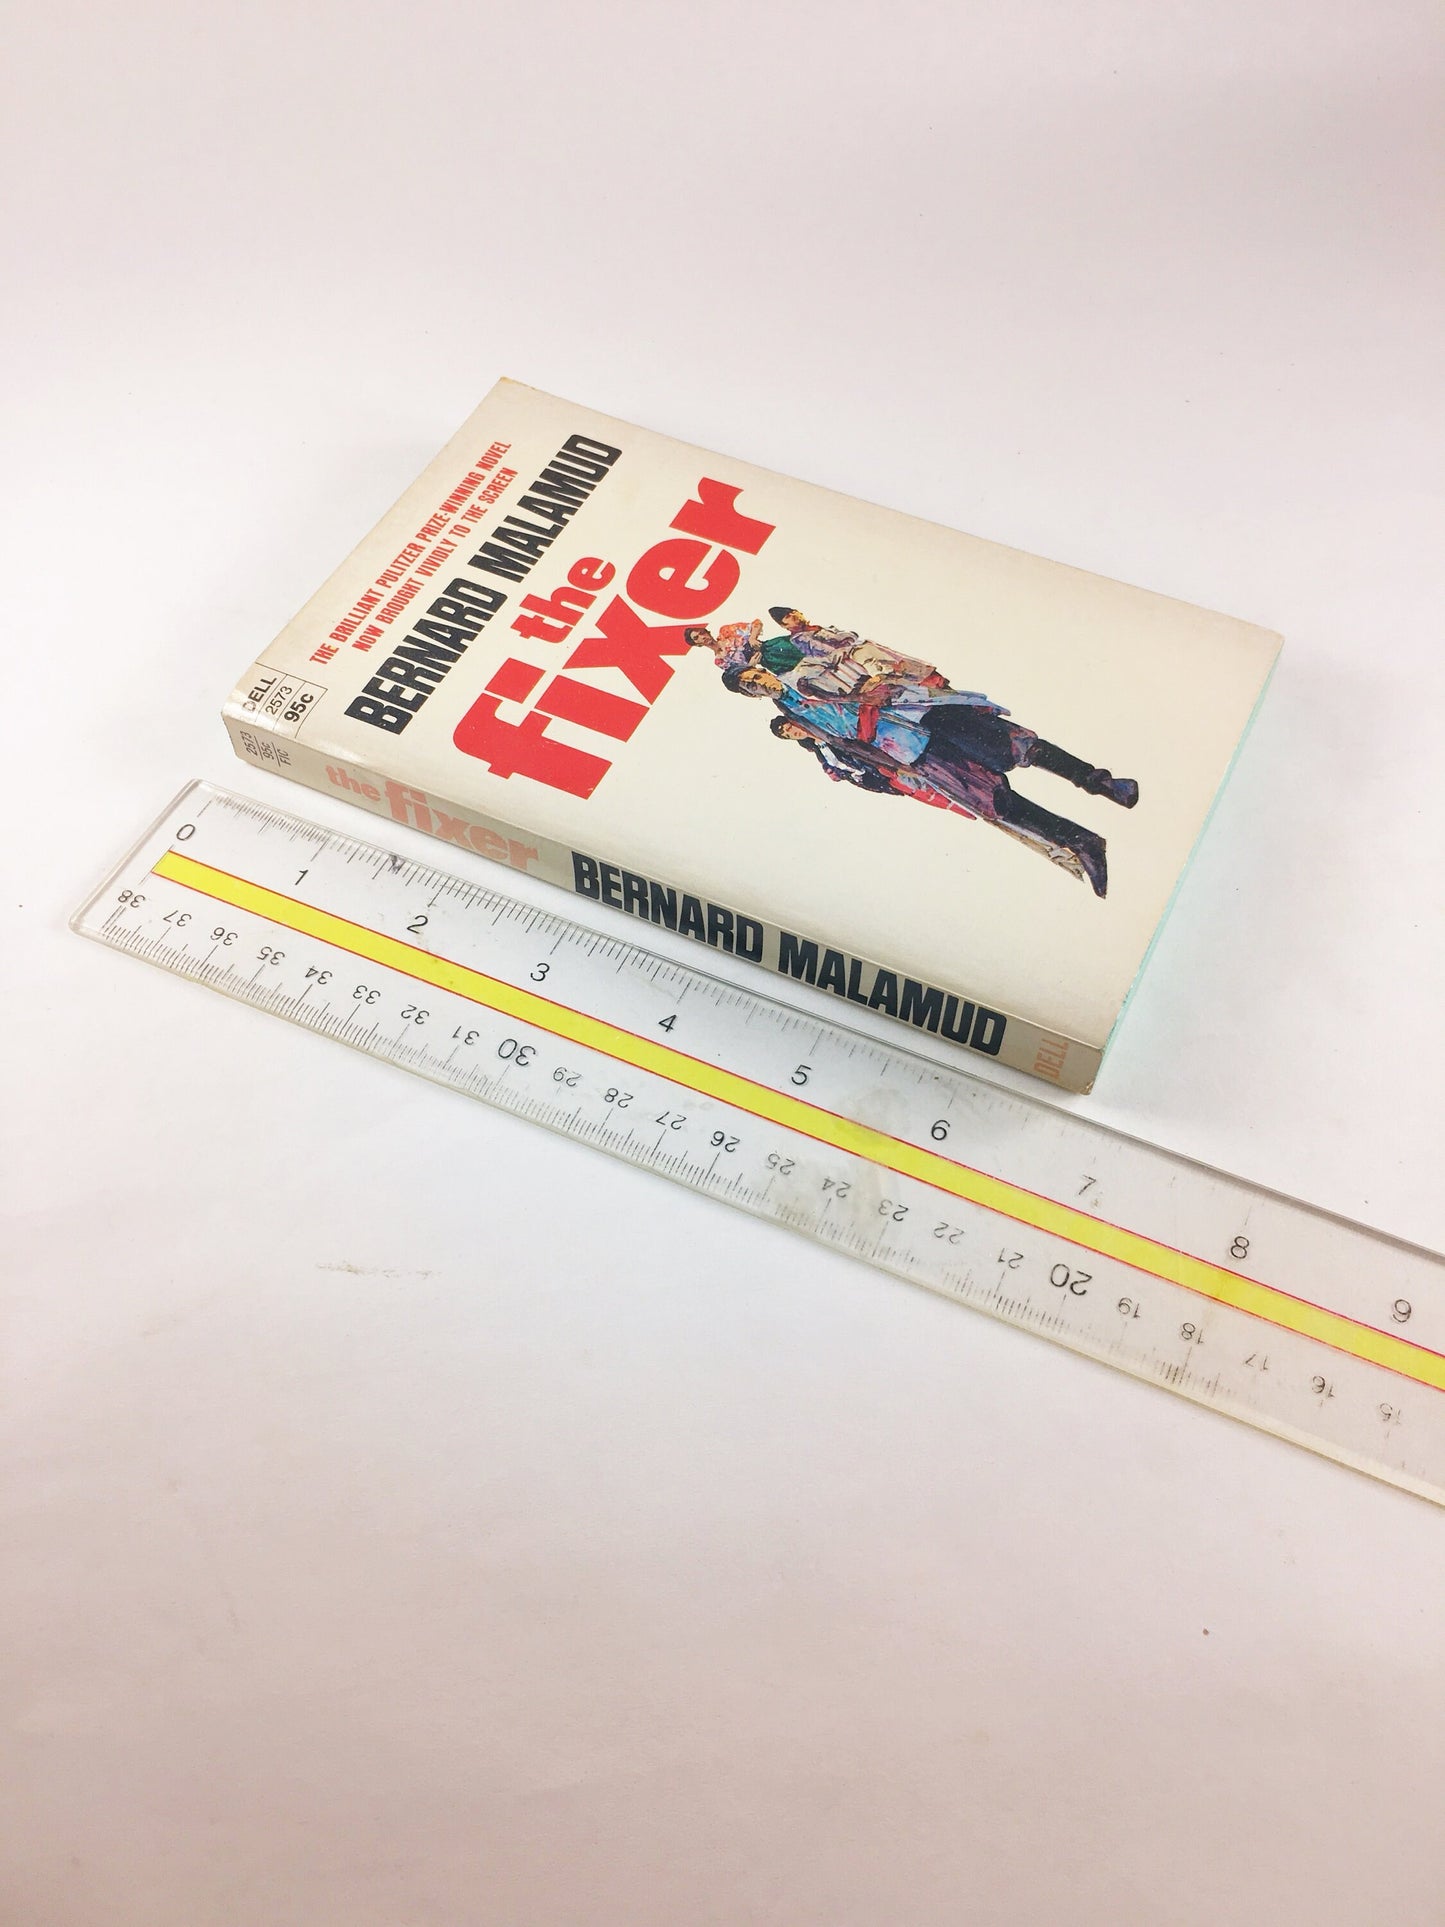 THE BRILLIANT PULITZER PRIZE-WINNING NOVEL
NOW BROUGHT VIVIDLY TO THE SCREEN
BERNARD MALAMUD
the
fixer
DELL
2573
95c
2573
95c
FIC
the fixer BERNARD MALAMUD DELL
0 1 2 3 4 5 6 7 8 9
38 37 36 35 34 33 32 31 30 29 28 27 26 25 24 23 22 21 20 19 18 17 16 15